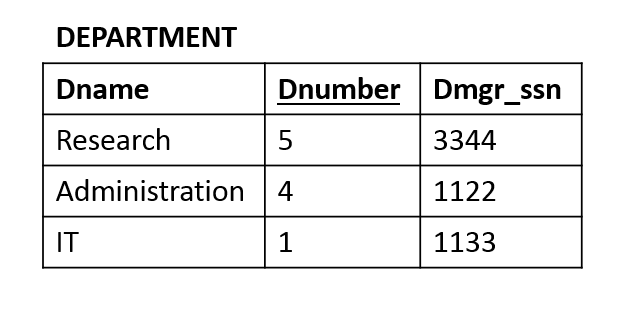 DEPARTMENT
Dname Dnumber Dmgr_ssn
Research 5 3344
Administration 4 1122
IT 1 1133